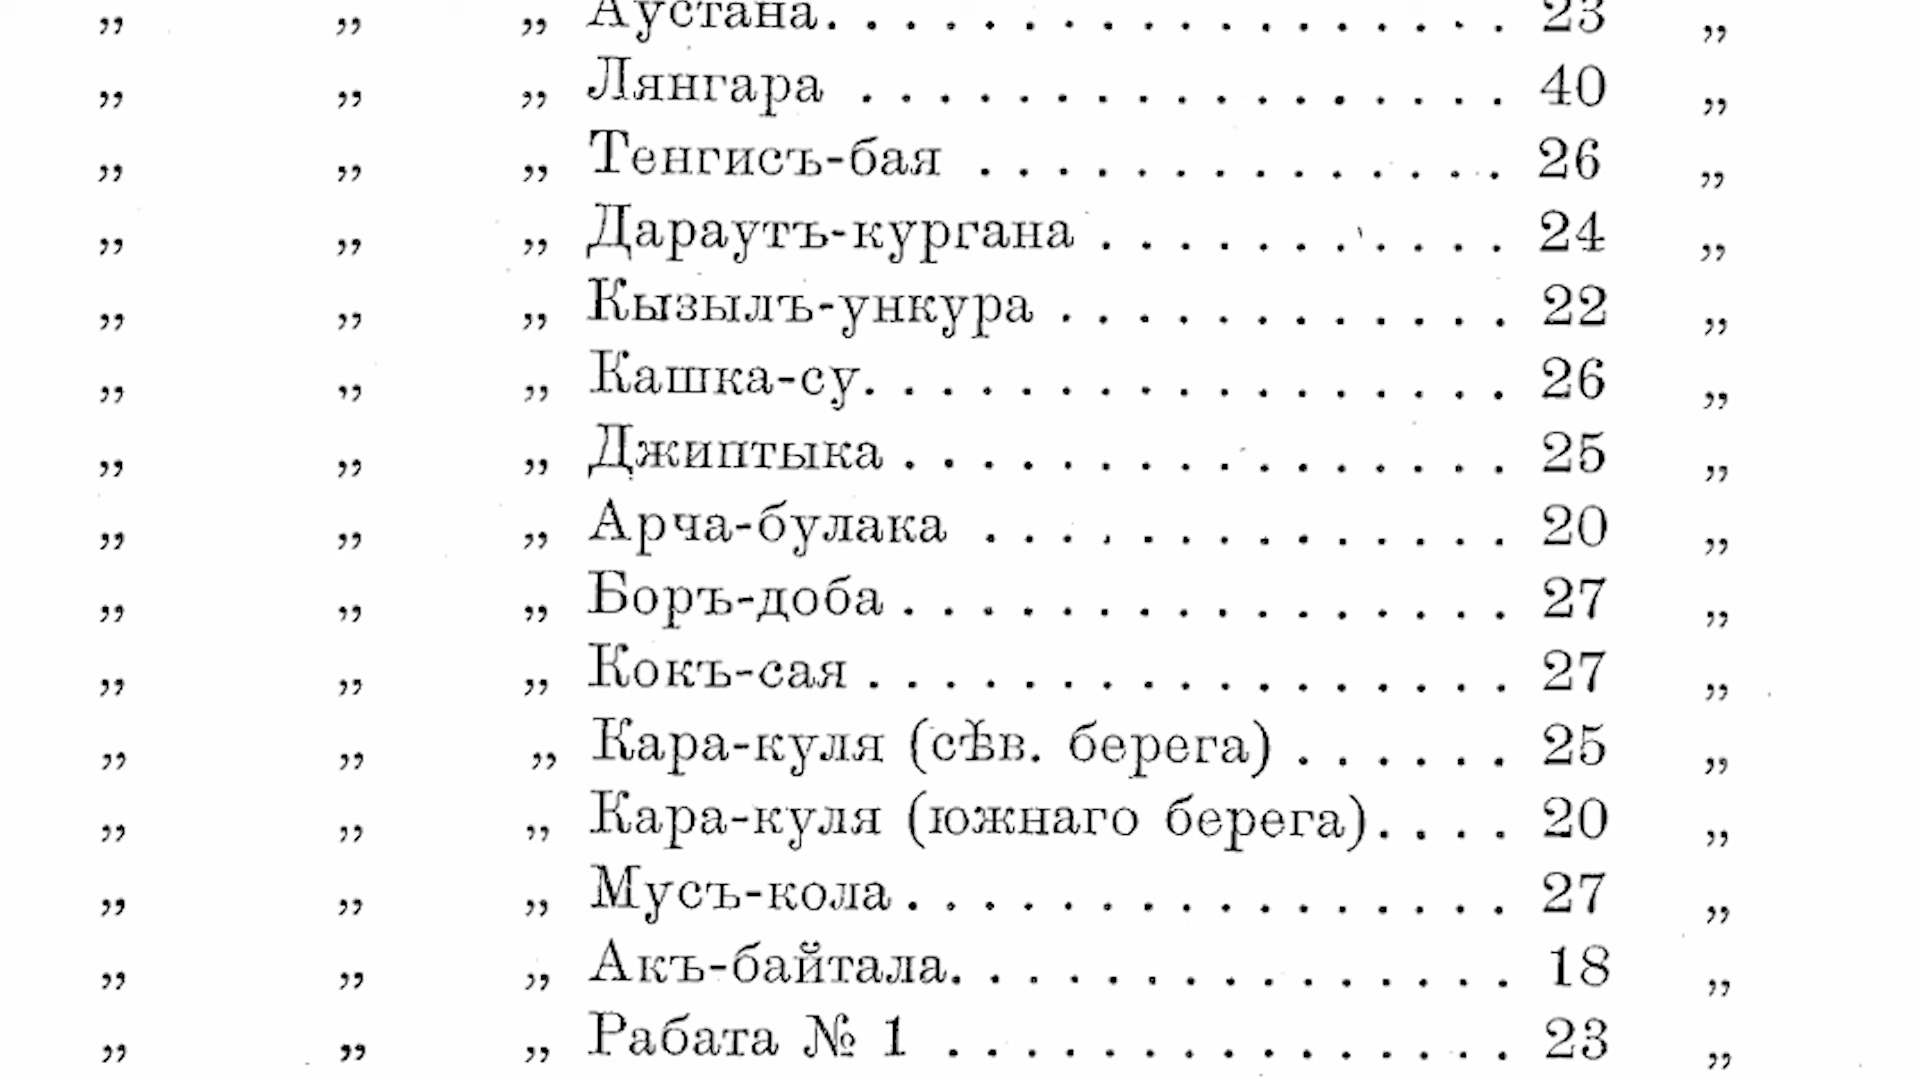 „ „ „ Аустана. . . . . . . . . . . . . . . . . . 23 „
„ „ „ Лянгара . . . . . . . . . . . . . . . . . 40 „
„ „ „ Тенгисъ-бая . . . . . . . . . . . . . . 26 „
„ „ „ Дараутъ-кургана . . . . . . . . . . . 24 „
„ „ „ Кызылъ-ункура . . . . . . . . . . . . 22 „
„ „ „ Кашка-су. . . . . . . . . . . . . . . . . 26 „
„ „ „ Джиптыка . . . . . . . . . . . . . . . . 25 „
„ „ „ Арча-булака . . . . . . . . . . . . . . 20 „
„ „ „ Боръ-доба . . . . . . . . . . . . . . . . 27 „
„ „ „ Кокъ-сая . . . . . . . . . . . . . . . . . 27 „
„ „ „ Кара-куля (сѣв. берега) . . . . . . 25 „
„ „ „ Кара-куля (южнаго берега). . . . 20 „
„ „ „ Мусъ-кола . . . . . . . . . . . . . . . . 27 „
„ „ „ Акъ-байтала. . . . . . . . . . . . . . . 18 „
„ „ „ Рабата № 1 . . . . . . . . . . . . . . . 23 „